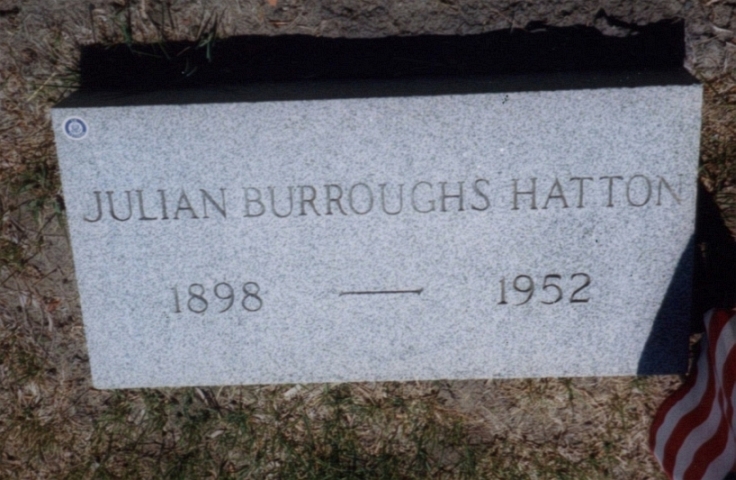 JULIAN BURROUGHS HATTON
1898 — 1952